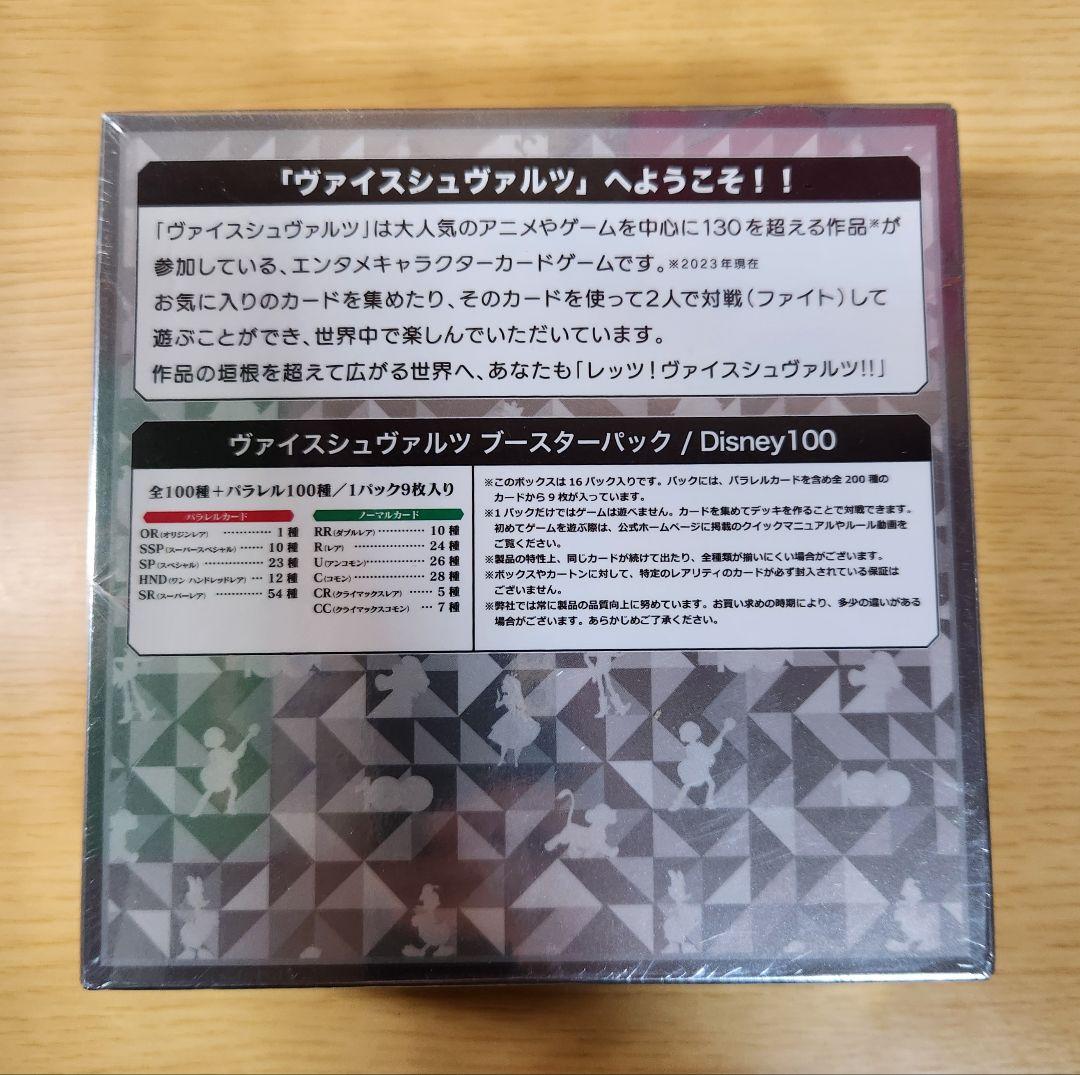 「ヴァイスシュヴァルツ」へようこそ！！
「ヴァイスシュヴァルツ」は大人気のアニメやゲームを中心に130を超える作品※が
参加している、エンタメキャラクターカードゲームです。※2023年現在
お気に入りのカードを集めたり、そのカードを使って2人で対戦（ファイト）して
遊ぶことができ、世界中で楽しんでいただいています。
作品の垣根を超えて広がる世界へ、あなたも「レッツ！ヴァイスシュヴァルツ!!」
ヴァイスシュヴァルツ ブースターパック / Disney100
全100種＋パラレル100種／1パック9枚入り
パラレルカード
OR(オリジンレア) ………… 1種
SSP(スーパースペシャル) …… 10種
SP(スペシャル) ………… 23種
HND(ワン ハンドレッドレア) … 12種
SR(スーパーレア) ………… 54種
ノーマルカード
RR(ダブルレア) ………… 10種
R(レア) ………… 24種
U(アンコモン) ………… 26種
C(コモン) ………… 28種
CR(クライマックスレア) …… 5種
CC(クライマックスコモン) … 7種
※このボックスは16パック入りです。パックには、パラレルカードを含め全200種の
カードから9枚が入っています。
※1パックだけではゲームは遊べません。カードを集めてデッキを作ることで対戦できます。
初めてゲームを遊ぶ際は、公式ホームページに掲載のクイックマニュアルやルール動画を
ご覧ください。
※製品の特性上、同じカードが続けて出たり、全種類が揃いにくい場合がございます。
※ボックスやカートンに対して、特定のレアリティのカードが必ず封入されている保証は
ございません。
※弊社では常に製品の品質向上に努めています。お買い求めの時期により、多少の違いがある
場合がございます。あらかじめご了承ください。